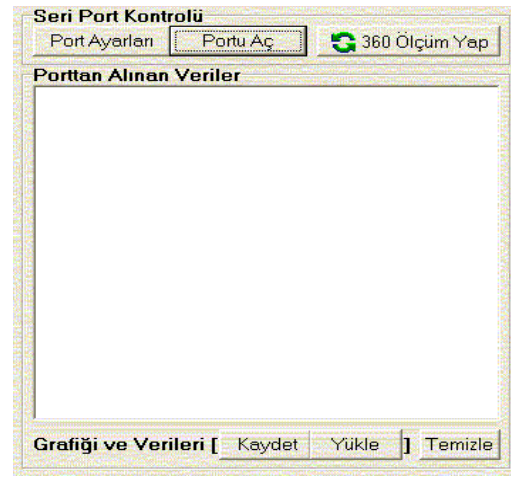 Seri Port Kontrolü
Port Ayarları Portu Aç 360 Ölçüm Yap
Porttan Alınan Veriler
Grafiği ve Verileri [ Kaydet Yükle ] Temizle